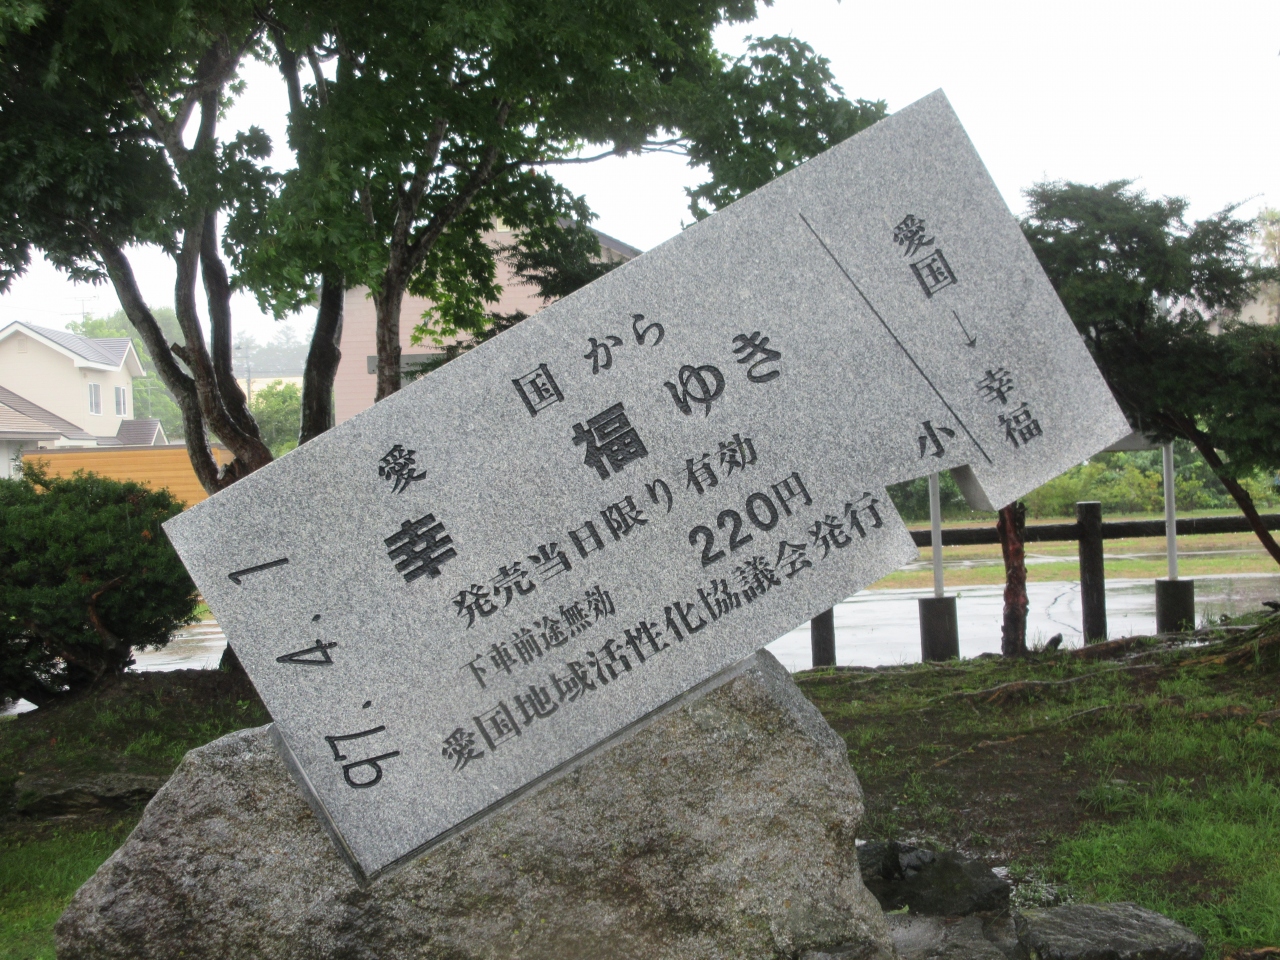 愛国→幸福
愛国から
幸福ゆき
発売当日限り有効
下車前途無効 220円
愛国地域活性化協議会発行
小
27.4.1